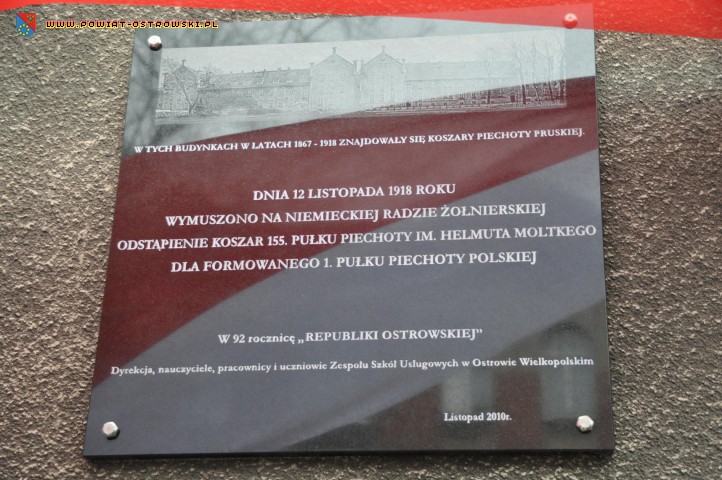 WWW.POWIAT-OSTROWSKI.PL
W TYCH BUDYNKACH W LATACH 1867 - 1918 ZNAJDOWAŁY SIĘ KOSZARY PIECHOTY PRUSKIEJ.
DNIA 12 LISTOPADA 1918 ROKU
WYMUSZONO NA NIEMIECKIEJ RADZIE ŻOŁNIERSKIEJ
ODSTĄPIENIE KOSZAR 155. PUŁKU PIECHOTY IM. HELMUTA MOLTKEGO
DLA FORMOWANEGO 1. PUŁKU PIECHOTY POLSKIEJ
W 92 rocznicę „REPUBLIKI OSTROWSKIEJ”
Dyrekcja, nauczyciele, pracownicy i uczniowie Zespołu Szkół Usługowych w Ostrowie Wielkopolskim
Listopad 2010r.